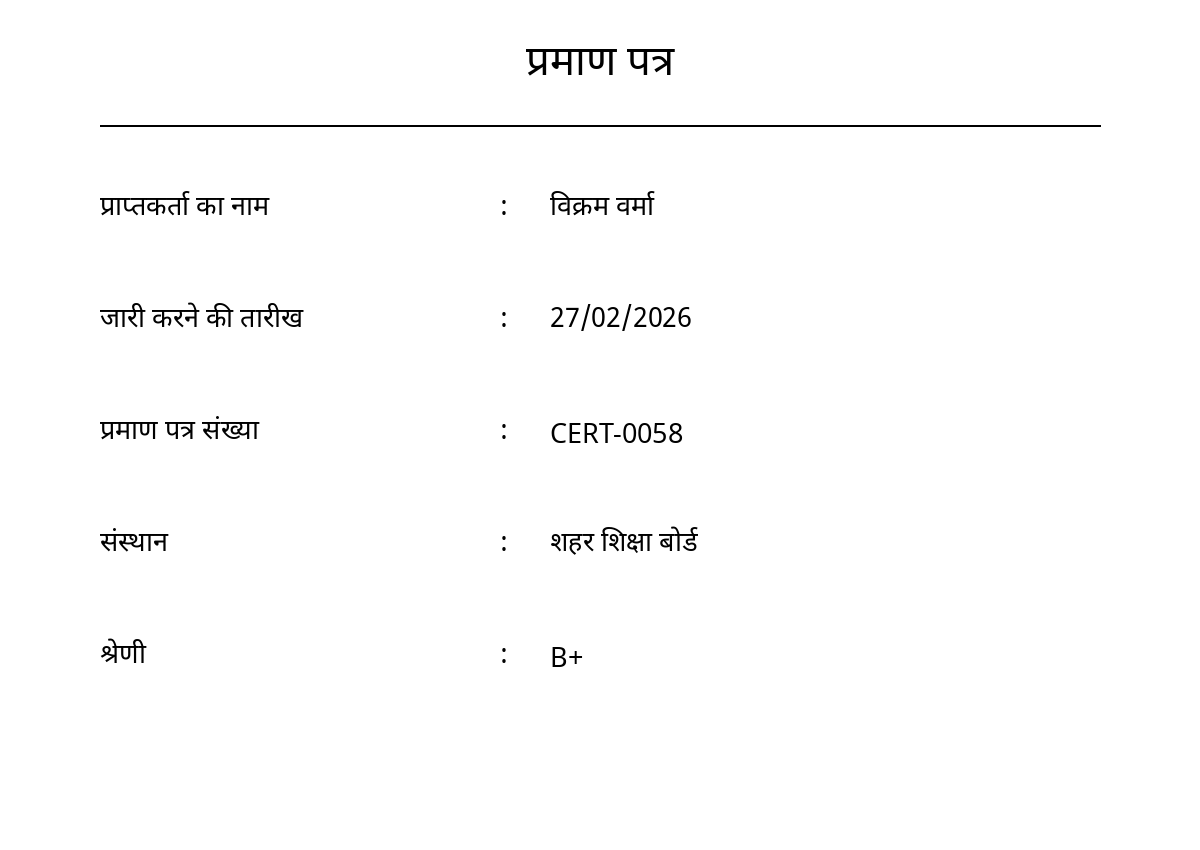 प्रमाण पत्र
प्राप्तकर्ता का नाम : विक्रम वर्मा
जारी करने की तारीख : 27/02/2026
प्रमाण पत्र संख्या : CERT-0058
संस्थान : शहर शिक्षा बोर्ड
श्रेणी : B+